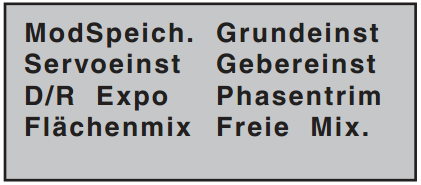 ModSpeich. Grundeinst
Servoeinst Gebereinst
D/R Expo Phasentrim
Flächenmix Freie Mix.